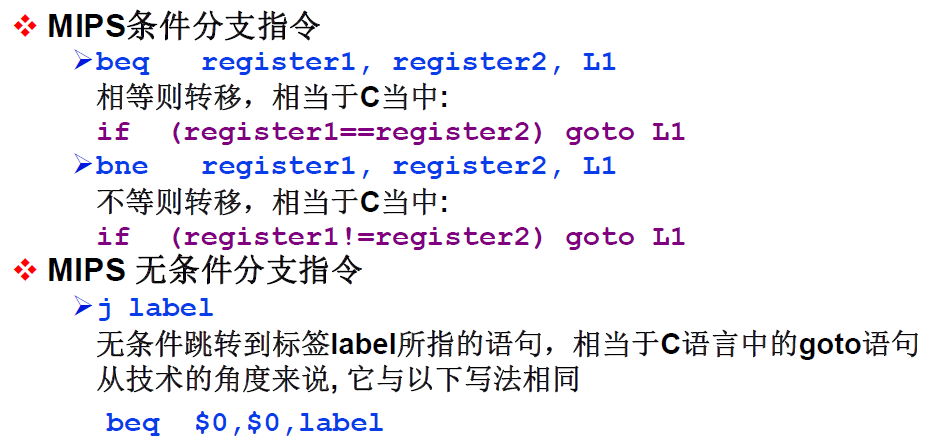 ❖ MIPS条件分支指令
➢beq register1, register2, L1
相等则转移，相当于C当中:
if (register1==register2) goto L1
➢bne register1, register2, L1
不等则转移，相当于C当中:
if (register1!=register2) goto L1
❖ MIPS 无条件分支指令
➢j label
无条件跳转到标签label所指的语句，相当于C语言中的goto语句
从技术的角度来说, 它与以下写法相同
beq $0,$0,label